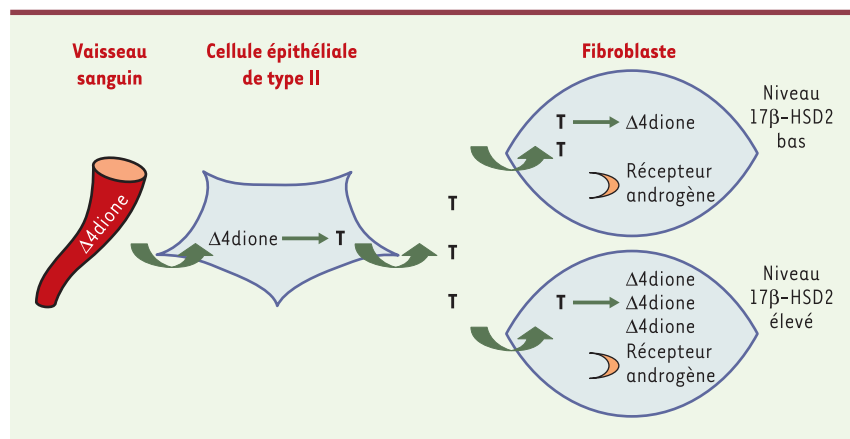 Vaisseau
sanguin
Cellule épithéliale
de type II
Fibroblaste
Δ4dione
Δ4dione
T
T
T
T
T
Δ4dione
T
Récepteur
androgène
Niveau
17β-HSD2
bas
T
Δ4dione
Δ4dione
Δ4dione
Récepteur
androgène
Niveau
17β-HSD2
élevé